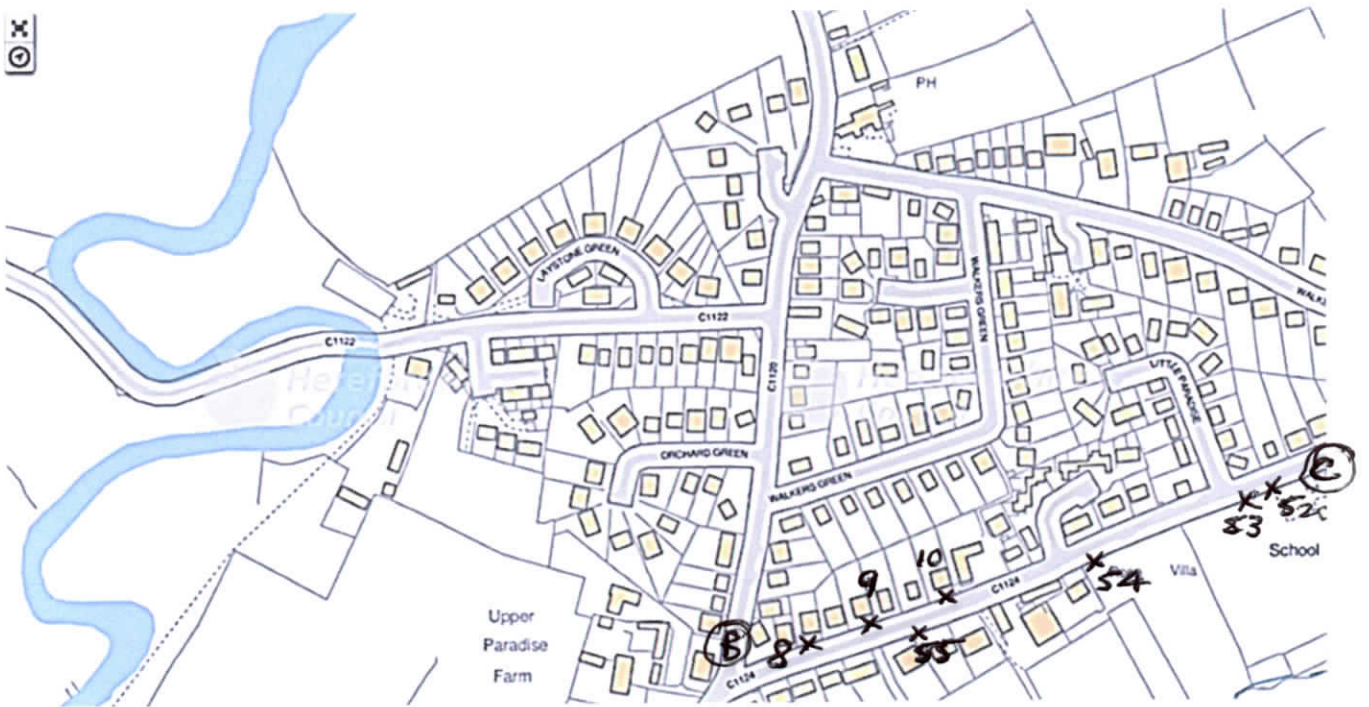 PH
LAYSTONE GREEN
WALKERS GREEN
C1122
C1122
C1120
LITTLE PARADISE
ORCHARD GREEN
WALKERS GREEN
C
53
52
School
10
9
C1124
54
Villa
Upper
Paradise
Farm
B
8
55
C1124